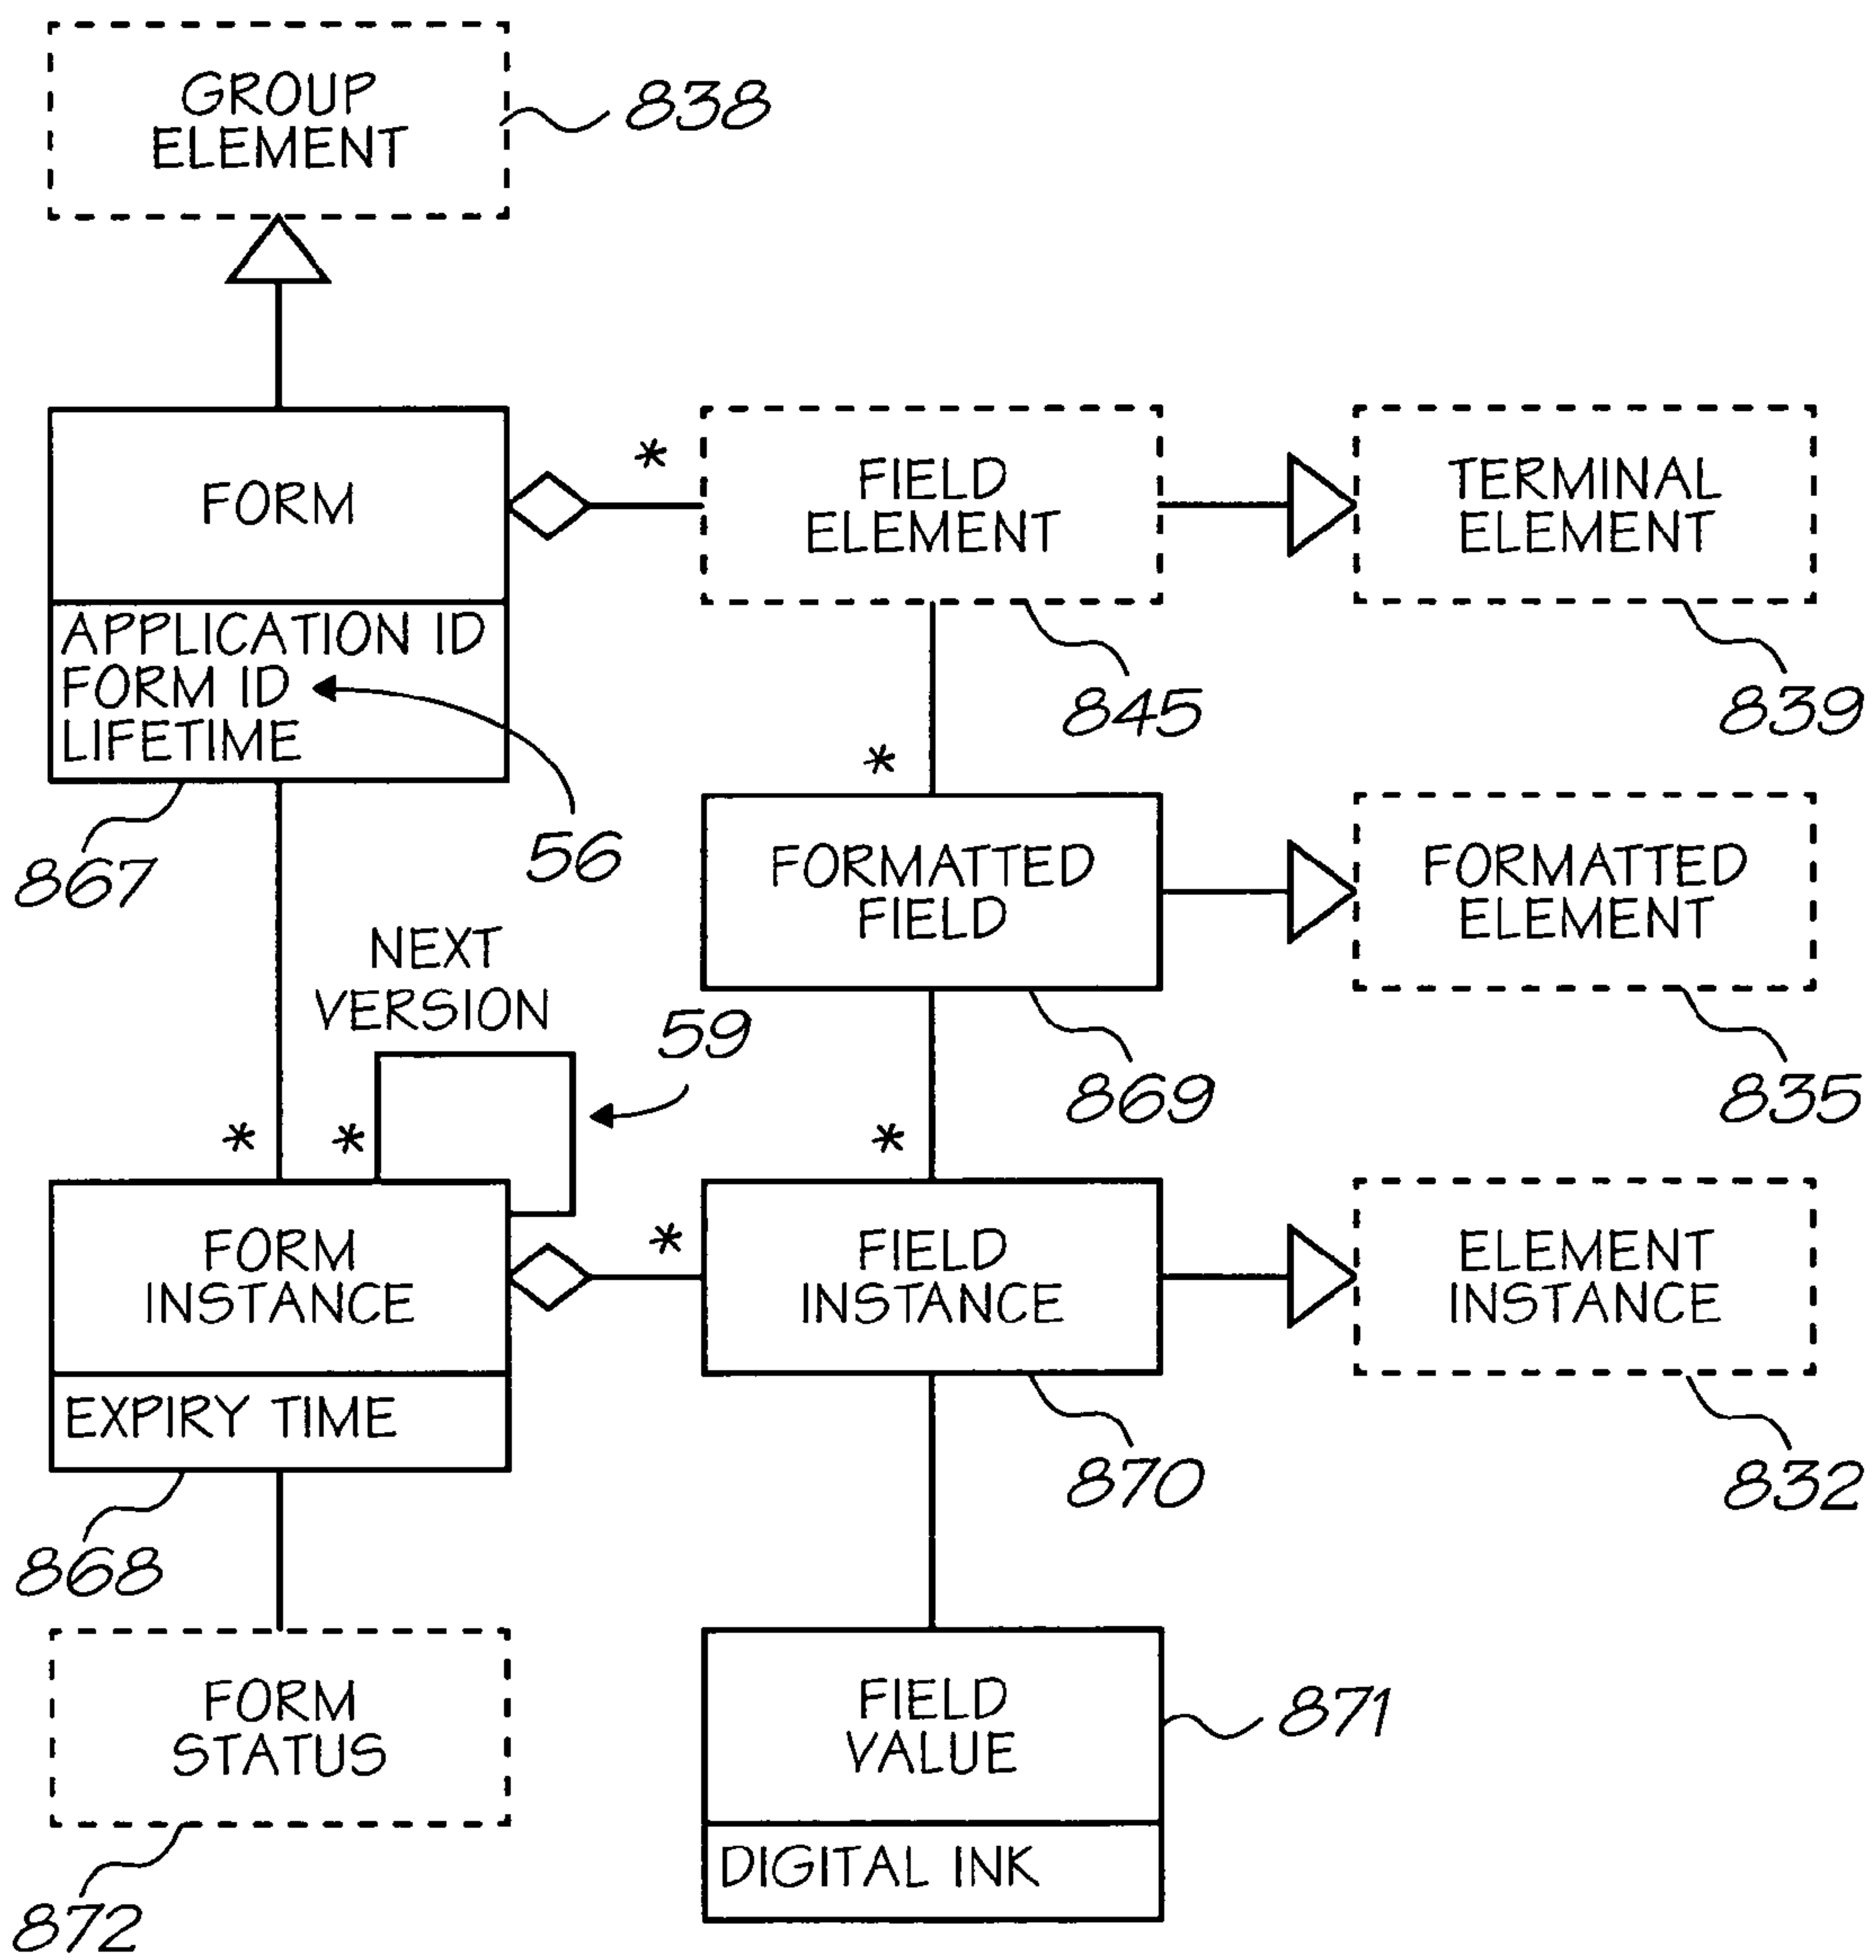 GROUP
ELEMENT
838
FORM
*
FIELD
ELEMENT
TERMINAL
ELEMENT
APPLICATION ID
FORM ID
LIFETIME
867
56
845
839
*
FORMATTED
FIELD
FORMATTED
ELEMENT
869
835
NEXT
VERSION
59
*
*
*
FORM
INSTANCE
*
FIELD
INSTANCE
ELEMENT
INSTANCE
EXPIRY TIME
868
870
832
FORM
STATUS
872
FIELD
VALUE
871
DIGITAL INK